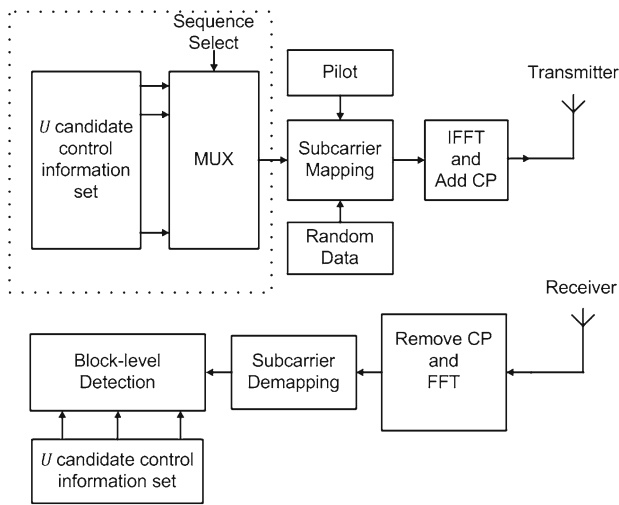 Sequence
Select
Pilot
Transmitter
U candidate
control
information
set
MUX
Subcarrier
Mapping
IFFT
and
Add CP
Random
Data
Receiver
Block-level
Detection
Subcarrier
Demapping
Remove CP
and
FFT
U candidate control
information set